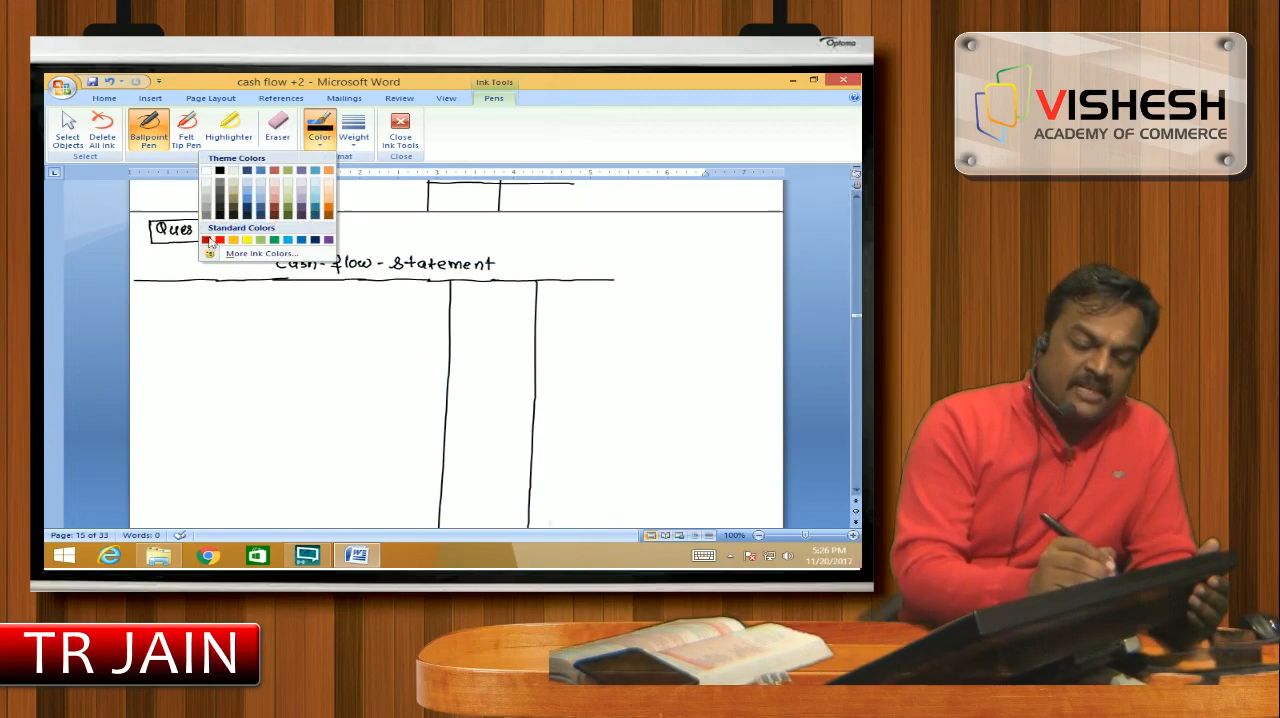 Optoma
cash flow +2 - Microsoft Word
Ink Tools
Home Insert Page Layout References Mailings Review View Pens
Select Objects
Delete All Ink
Ballpoint Pen
Felt Tip Pen
Highlighter
Eraser
Color
Weight
Close Ink Tools
Select
mat
Close
Theme Colors
Standard Colors
More Ink Colors...
Ques
Cash-flow-Statement
Page: 15 of 33 Words: 0
100%
5:26 PM
11/20/2017
VISHESH
ACADEMY OF COMMERCE
TR JAIN